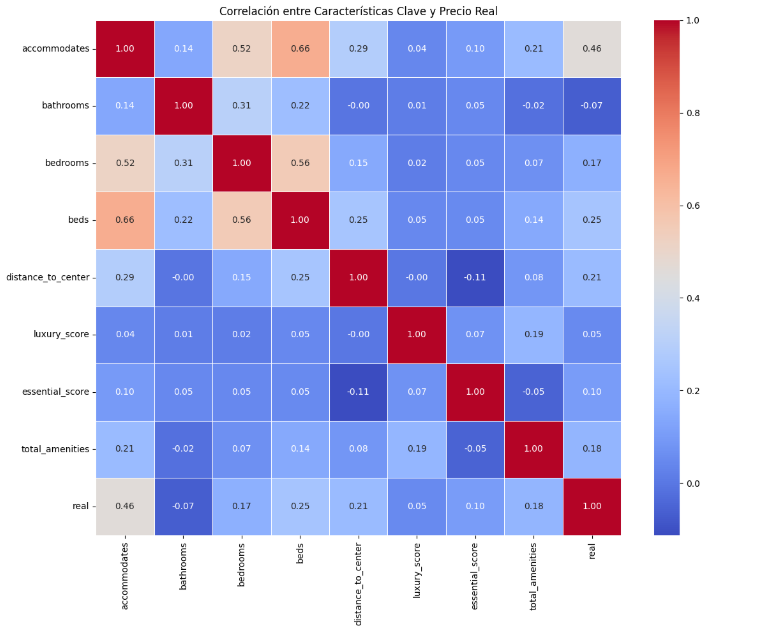 Correlación entre Características Clave y Precio Real
accommodates 1.00 0.14 0.52 0.66 0.29 0.04 0.10 0.21 0.46
bathrooms 0.14 1.00 0.31 0.22 -0.00 0.01 0.05 -0.02 -0.07
bedrooms 0.52 0.31 1.00 0.56 0.15 0.02 0.05 0.07 0.17
beds 0.66 0.22 0.56 1.00 0.25 0.05 0.05 0.14 0.25
distance_to_center 0.29 -0.00 0.15 0.25 1.00 -0.00 -0.11 0.08 0.21
luxury_score 0.04 0.01 0.02 0.05 -0.00 1.00 0.07 0.19 0.05
essential_score 0.10 0.05 0.05 0.05 -0.11 0.07 1.00 -0.05 0.10
total_amenities 0.21 -0.02 0.07 0.14 0.08 0.19 -0.05 1.00 0.18
real 0.46 -0.07 0.17 0.25 0.21 0.05 0.10 0.18 1.00
accommodates
bathrooms
bedrooms
beds
distance_to_center
luxury_score
essential_score
total_amenities
real
1.0
0.8
0.6
0.4
0.2
0.0